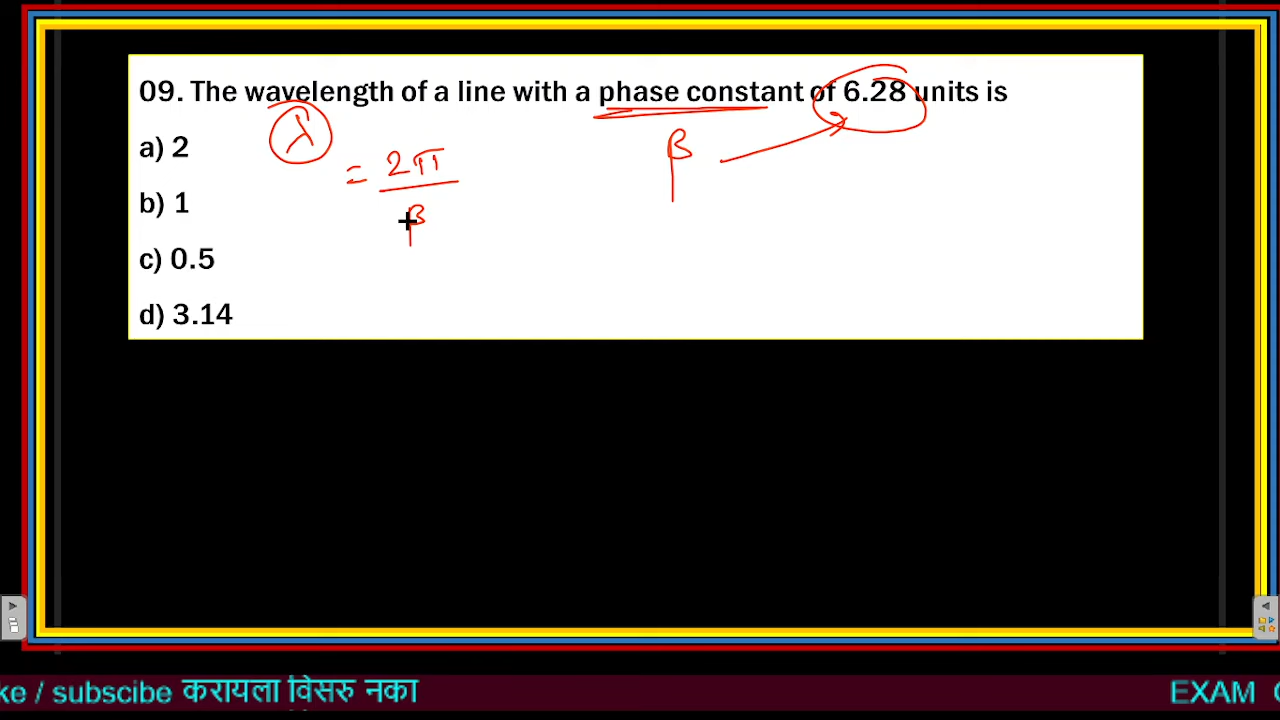 09. The wavelength of a line with a phase constant of 6.28 units is
λ
β
a) 2
= 2π
β
b) 1
c) 0.5
d) 3.14
ke / subscibe करायला विसरु नका
EXAM